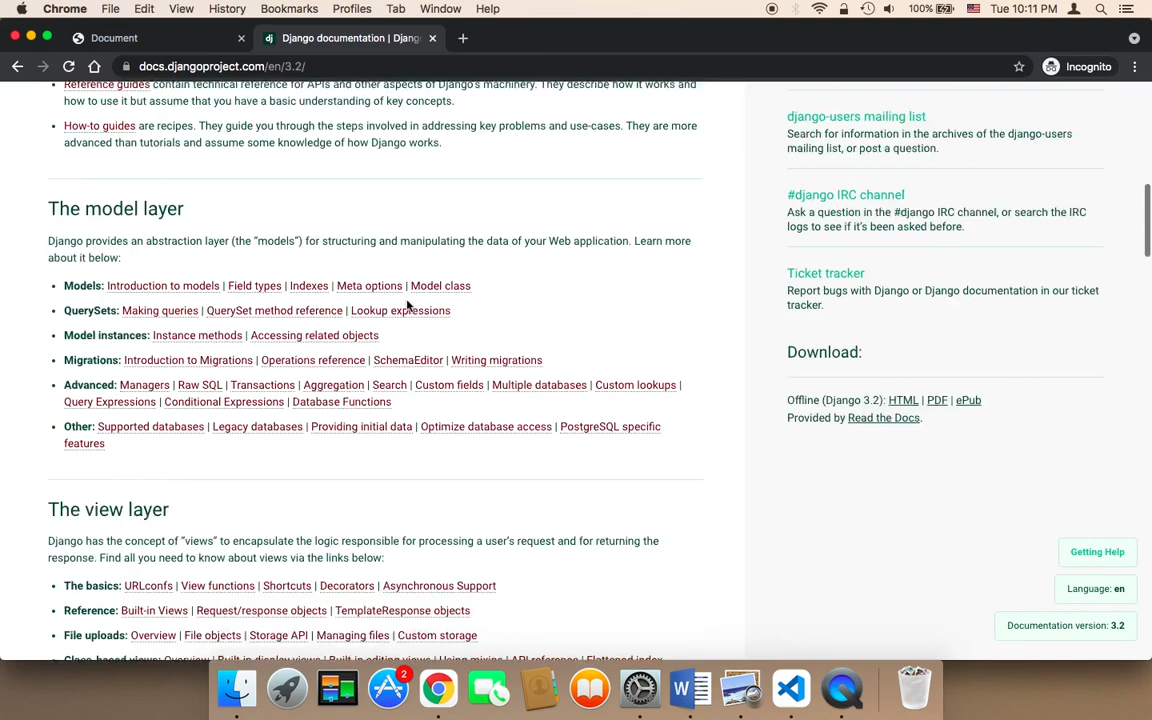 Chrome File Edit View History Bookmarks Profiles Tab Window Help 100% Tue 10:11 PM
Document dj Django documentation | Djang
docs.djangoproject.com/en/3.2/ Incognito
Reference guides contain technical reference for APIs and other aspects of Django's machinery. They describe how it works and
how to use it but assume that you have a basic understanding of key concepts.
How-to guides are recipes. They guide you through the steps involved in addressing key problems and use-cases. They are more
advanced than tutorials and assume some knowledge of how Django works.
The model layer
Django provides an abstraction layer (the “models”) for structuring and manipulating the data of your Web application. Learn more
about it below:
• Models: Introduction to models | Field types | Indexes | Meta options | Model class
• QuerySets: Making queries | QuerySet method reference | Lookup expressions
• Model instances: Instance methods | Accessing related objects
• Migrations: Introduction to Migrations | Operations reference | SchemaEditor | Writing migrations
• Advanced: Managers | Raw SQL | Transactions | Aggregation | Search | Custom fields | Multiple databases | Custom lookups |
Query Expressions | Conditional Expressions | Database Functions
• Other: Supported databases | Legacy databases | Providing initial data | Optimize database access | PostgreSQL specific
features
The view layer
Django has the concept of “views” to encapsulate the logic responsible for processing a user’s request and for returning the
response. Find all you need to know about views via the links below:
• The basics: URLconfs | View functions | Shortcuts | Decorators | Asynchronous Support
• Reference: Built-in Views | Request/response objects | TemplateResponse objects
• File uploads: Overview | File objects | Storage API | Managing files | Custom storage
• Class-based views: Overview | Built-in display views | Built-in editing views | Using mixins | API reference | Flattened index
django-users mailing list
Search for information in the archives of the django-users
mailing list, or post a question.
#django IRC channel
Ask a question in the #django IRC channel, or search the IRC
logs to see if it’s been asked before.
Ticket tracker
Report bugs with Django or Django documentation in our ticket
tracker.
Download:
Offline (Django 3.2): HTML | PDF | ePub
Provided by Read the Docs.
Getting Help
Language: en
Documentation version: 3.2
2